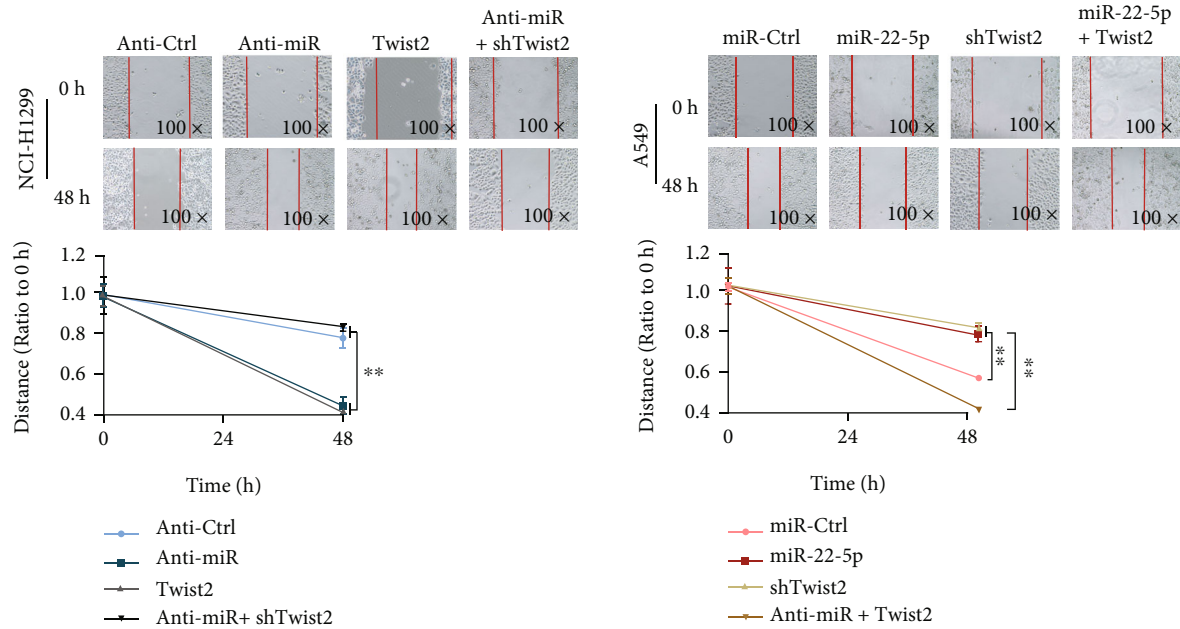 Anti-Ctrl
Anti-miR
Twist2
Anti-miR
+ shTwist2
NCI-H1299
0 h
100 ×
100 ×
100 ×
100 ×
48 h
100 ×
100 ×
100 ×
100 ×
Distance (Ratio to 0 h)
1.2
1.0
0.8
0.6
0.4
**
0
24
48
Time (h)
Anti-Ctrl
Anti-miR
Twist2
Anti-miR+ shTwist2
miR-Ctrl
miR-22-5p
shTwist2
miR-22-5p
+ Twist2
A549
0 h
100 ×
100 ×
100 ×
100 ×
48 h
100 ×
100 ×
100 ×
100 ×
Distance (Ratio to 0 h)
1.2
1.0
0.8
0.6
0.4
**
**
0
24
48
Time (h)
miR-Ctrl
miR-22-5p
shTwist2
Anti-miR + Twist2